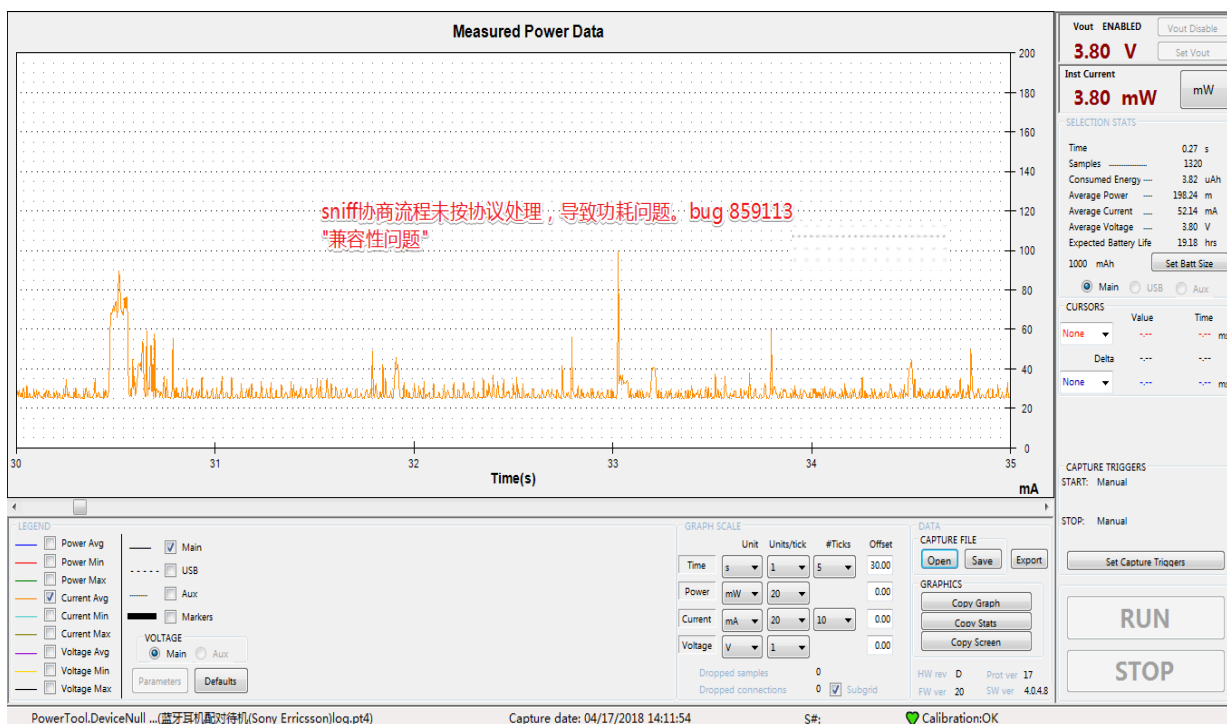 Measured Power Data
200
180
160
140
120
100
80
60
40
20
0
sniff协商流程未按协议处理，导致功耗问题。bug 859113
"兼容性问题"
30
31
32
33
34
35
Time(s)
mA
Vout ENABLED
Vout Disable
3.80 V
Set Vout
Inst Current
3.80 mW
mW
SELECTION STATS
Time 0.27 s
Samples 1320
Consumed Energy 3.82 uAh
Average Power 198.24 m
Average Current 52.14 mA
Average Voltage 3.80 V
Expected Battery Life 19.18 hrs
1000 mAh
Set Batt Size
Main
USB
Aux
CURSORS
Value
Time
None -.-- -.-- ms
Delta -.-- -.--
None -.-- -.-- ms
CAPTURE TRIGGERS
START: Manual
STOP: Manual
Set Capture Triggers
RUN
STOP
LEGEND
Power Avg
Power Min
Power Max
Current Avg
Current Min
Current Max
Voltage Avg
Voltage Min
Voltage Max
Main
USB
Aux
Markers
VOLTAGE
Main
Aux
Parameters
Defaults
GRAPH SCALE
Unit Units/tick #Ticks Offset
Time s 1 5 30.00
Power mW 20 0.00
Current mA 20 10 0.00
Voltage V 1 0.00
Dropped samples 0
Dropped connections 0
Subgrid
DATA
CAPTURE FILE
Open
Save
Export
GRAPHICS
Copy Graph
Copy Stats
Copy Screen
HW rev D
Prot ver 17
FW ver 20
SW ver 4.0.4.8
PowerTool.DeviceNull ...(蓝牙耳机配对待机(Sony Erricsson)log.pt4)
Capture date: 04/17/2018 14:11:54
S#:
Calibration:OK